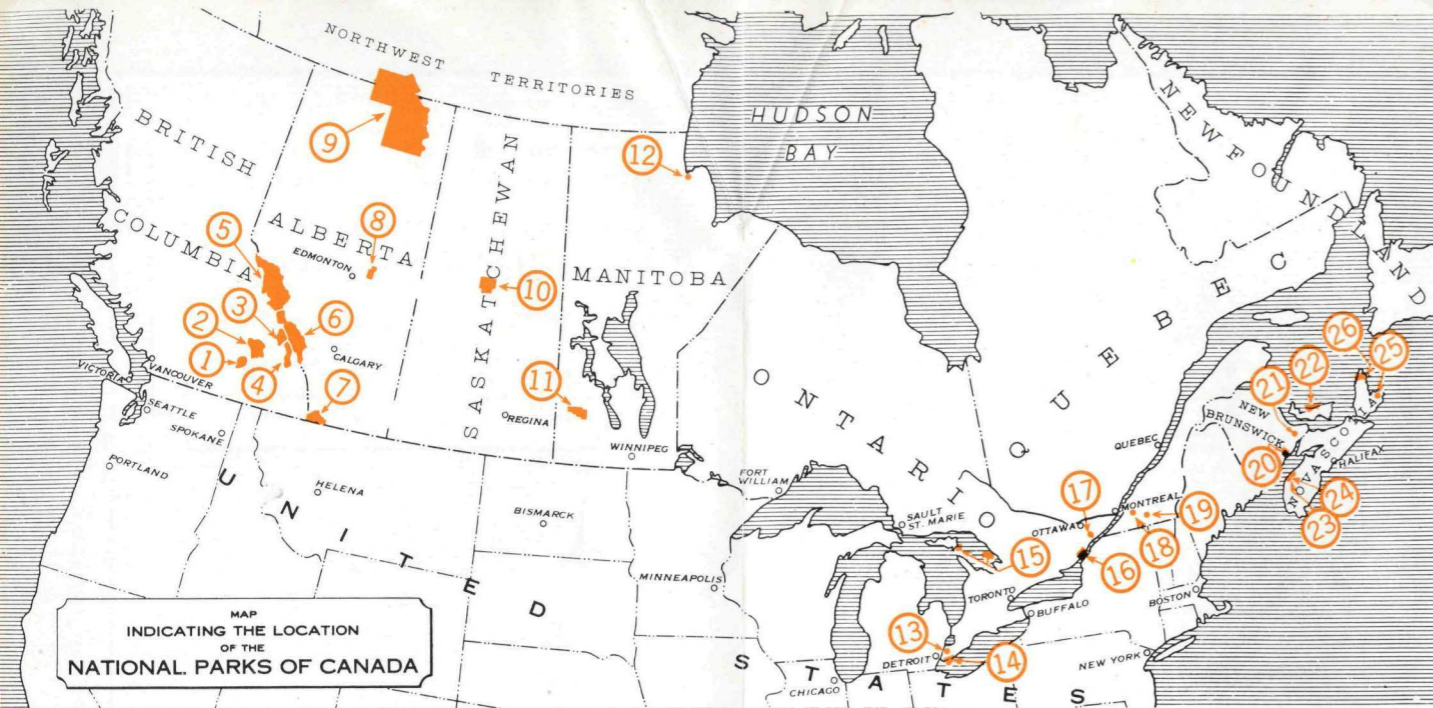 NORTHWEST TERRITORIES
HUDSON
BAY
NEWFOUNDLAND
BRITISH
COLUMBIA
ALBERTA
SASKATCHEWAN
MANITOBA
ONTARIO
QUEBEC
NEW
BRUNSWICK
NOVA SCOTIA
9
12
5
8
EDMONTON
10
3
6
2
1
4
CALGARY
7
11
VICTORIA
VANCOUVER
SEATTLE
SPOKANE
PORTLAND
HELENA
BISMARCK
REGINA
WINNIPEG
FORT
WILLIAM
SAULT
ST. MARIE
MINNEAPOLIS
QUEBEC
MONTREAL
OTTAWA
17
19
18
16
15
TORONTO
BUFFALO
BOSTON
NEW YORK
13
14
DETROIT
CHICAGO
26
25
22
21
20
24
23
HALIFAX
UNITED
STATES
MAP
INDICATING THE LOCATION
OF THE
NATIONAL. PARKS OF CANADA